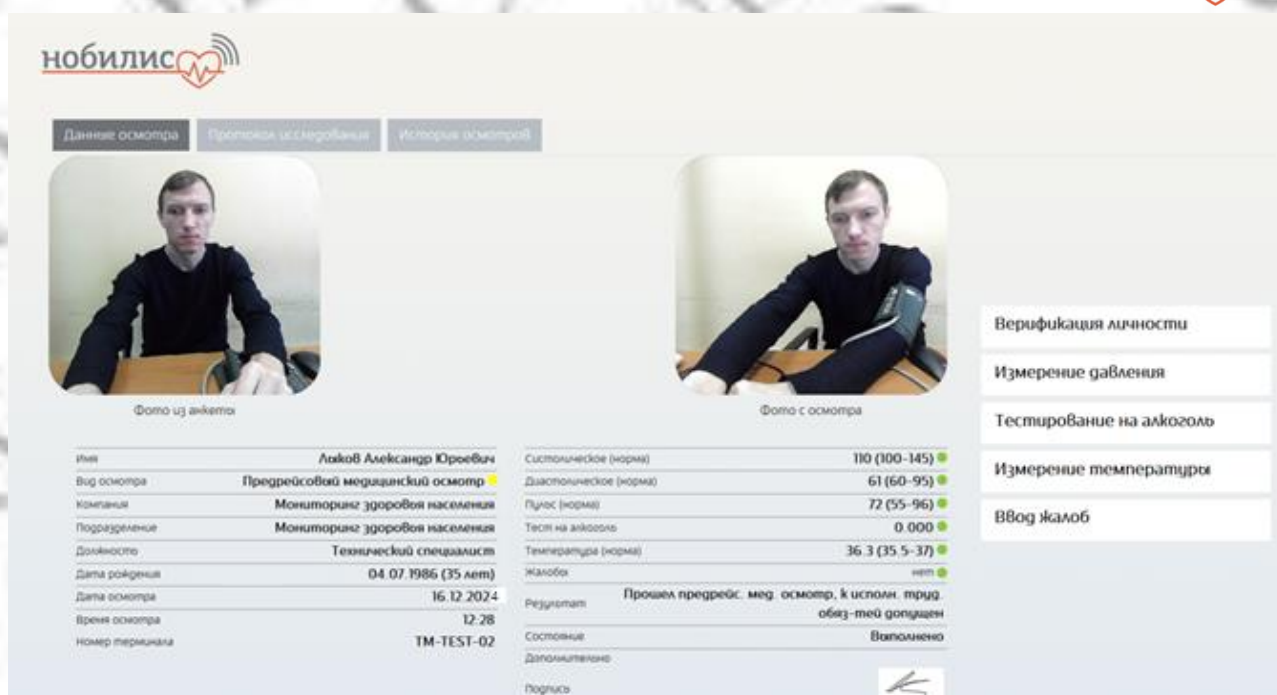 нобилис
Данные осмотра
Протокол исследования
История осмотров
Фото из анкеты
Фото с осмотра
Имя Лыков Александр Юрьевич
Вид осмотра Предрейсовый медицинский осмотр
Компания Мониторинг здоровья населения
Подразделение Мониторинг здоровья населения
Должность Технический специалист
Дата рождения 04.07.1986 (35 лет)
Дата осмотра 16.12.2024
Время осмотра 12:28
Номер терминала TM-TEST-02
Систолическое (норма) 110 (100-145)
Диастолическое (норма) 61 (60-95)
Пульс (норма) 72 (55-96)
Тест на алкоголь 0.000
Температура (норма) 36.3 (35.5-37)
Жалобы нет
Результат Прошел предрейс. мед. осмотр, к исполн. труд.
обяз-тей допущен
Состояние Выполнено
Дополнительно
Подпись
Верификация личности
Измерение давления
Тестирование на алкоголь
Измерение температуры
Ввод жалоб